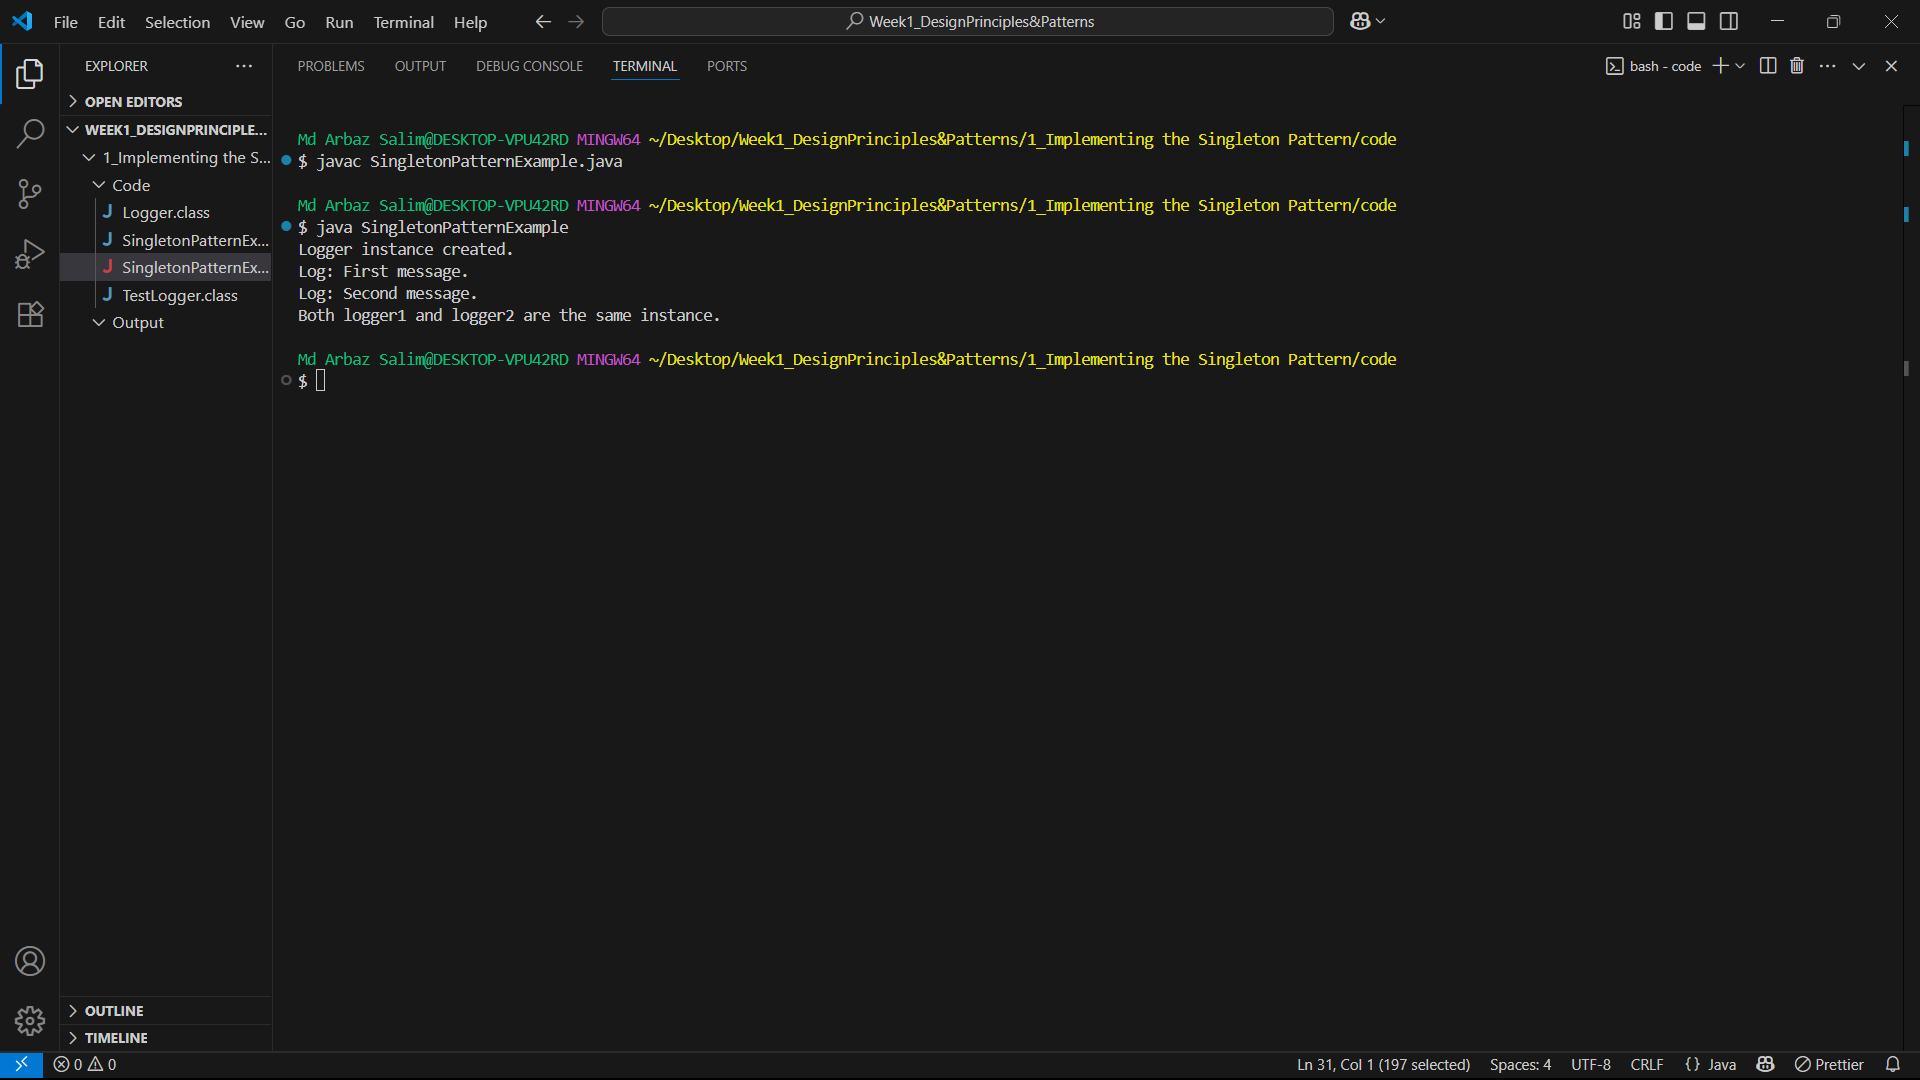 File Edit Selection View Go Run Terminal Help
Week1_DesignPrinciples&Patterns
EXPLORER
OPEN EDITORS
WEEK1_DESIGNPRINCIPLE...
1_Implementing the S...
Code
Logger.class
SingletonPatternEx...
SingletonPatternEx...
TestLogger.class
Output
OUTLINE
TIMELINE
PROBLEMS OUTPUT DEBUG CONSOLE TERMINAL PORTS
bash - code
Md Arbaz Salim@DESKTOP-VPU42RD MINGW64 ~/Desktop/Week1_DesignPrinciples&Patterns/1_Implementing the Singleton Pattern/code
$ javac SingletonPatternExample.java
Md Arbaz Salim@DESKTOP-VPU42RD MINGW64 ~/Desktop/Week1_DesignPrinciples&Patterns/1_Implementing the Singleton Pattern/code
$ java SingletonPatternExample
Logger instance created.
Log: First message.
Log: Second message.
Both logger1 and logger2 are the same instance.
Md Arbaz Salim@DESKTOP-VPU42RD MINGW64 ~/Desktop/Week1_DesignPrinciples&Patterns/1_Implementing the Singleton Pattern/code
$
0 0
Ln 31, Col 1 (197 selected) Spaces: 4 UTF-8 CRLF {} Java Prettier